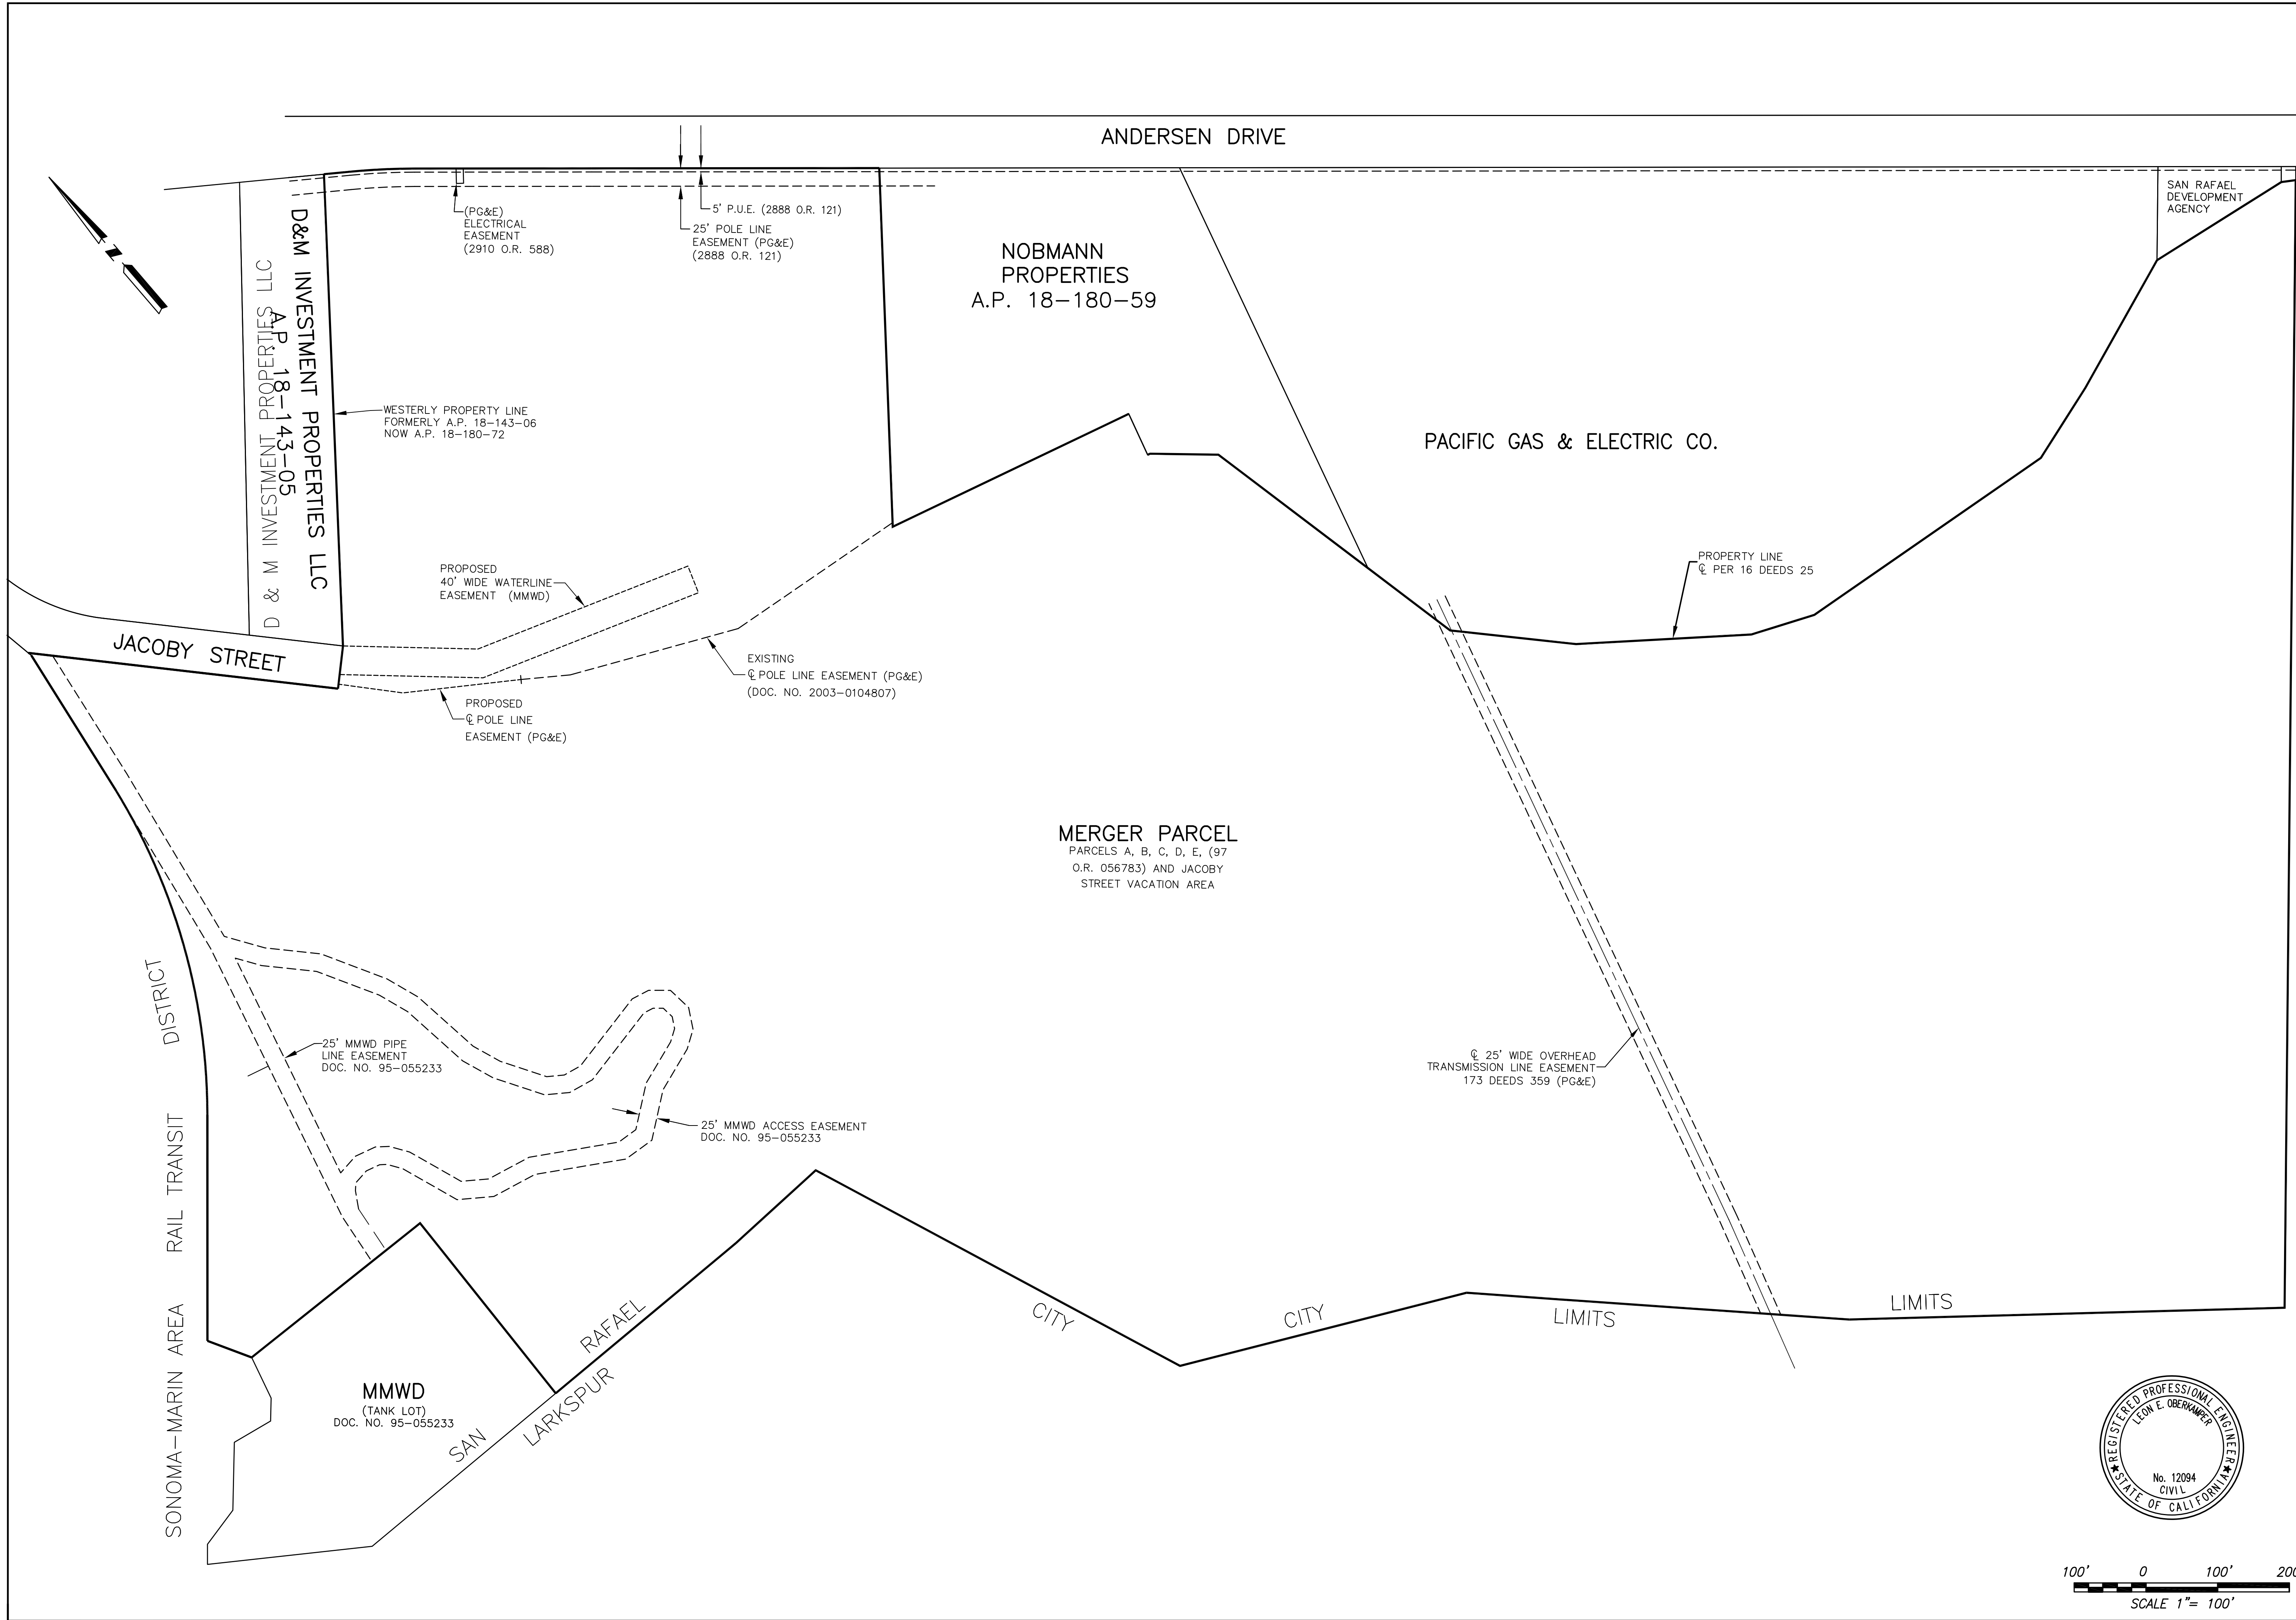 ANDERSEN DRIVE
SAN RAFAEL
DEVELOPMENT
AGENCY
N
(PG&E)
ELECTRICAL
EASEMENT
(2910 O.R. 588)
5' P.U.E. (2888 O.R. 121)
25' POLE LINE
EASEMENT (PG&E)
(2888 O.R. 121)
NOBMANN
PROPERTIES
A.P. 18-180-59
D&M INVESTMENT PROPERTIES LLC
A.P. 18-143-05
D & M INVESTMENT PROPERTIES LLC
WESTERLY PROPERTY LINE
FORMERLY A.P. 18-143-06
NOW A.P. 18-180-72
PACIFIC GAS & ELECTRIC CO.
PROPERTY LINE
℄ PER 16 DEEDS 25
PROPOSED
40' WIDE WATERLINE
EASEMENT (MMWD)
JACOBY STREET
EXISTING
℄ POLE LINE EASEMENT (PG&E)
(DOC. NO. 2003-0104807)
PROPOSED
℄ POLE LINE
EASEMENT (PG&E)
MERGER PARCEL
PARCELS A, B, C, D, E, (97
O.R. 056783) AND JACOBY
STREET VACATION AREA
25' MMWD PIPE
LINE EASEMENT
DOC. NO. 95-055233
25' MMWD ACCESS EASEMENT
DOC. NO. 95-055233
℄ 25' WIDE OVERHEAD
TRANSMISSION LINE EASEMENT
173 DEEDS 359 (PG&E)
SONOMA-MARIN AREA RAIL TRANSIT DISTRICT
MMWD
(TANK LOT)
DOC. NO. 95-055233
SAN RAFAEL CITY LIMITS
LARKSPUR CITY LIMITS
REGISTERED PROFESSIONAL ENGINEER
LEON E. OBERKAMPER
No. 12094
CIVIL
STATE OF CALIFORNIA
100' 0 100' 200
SCALE 1"= 100'